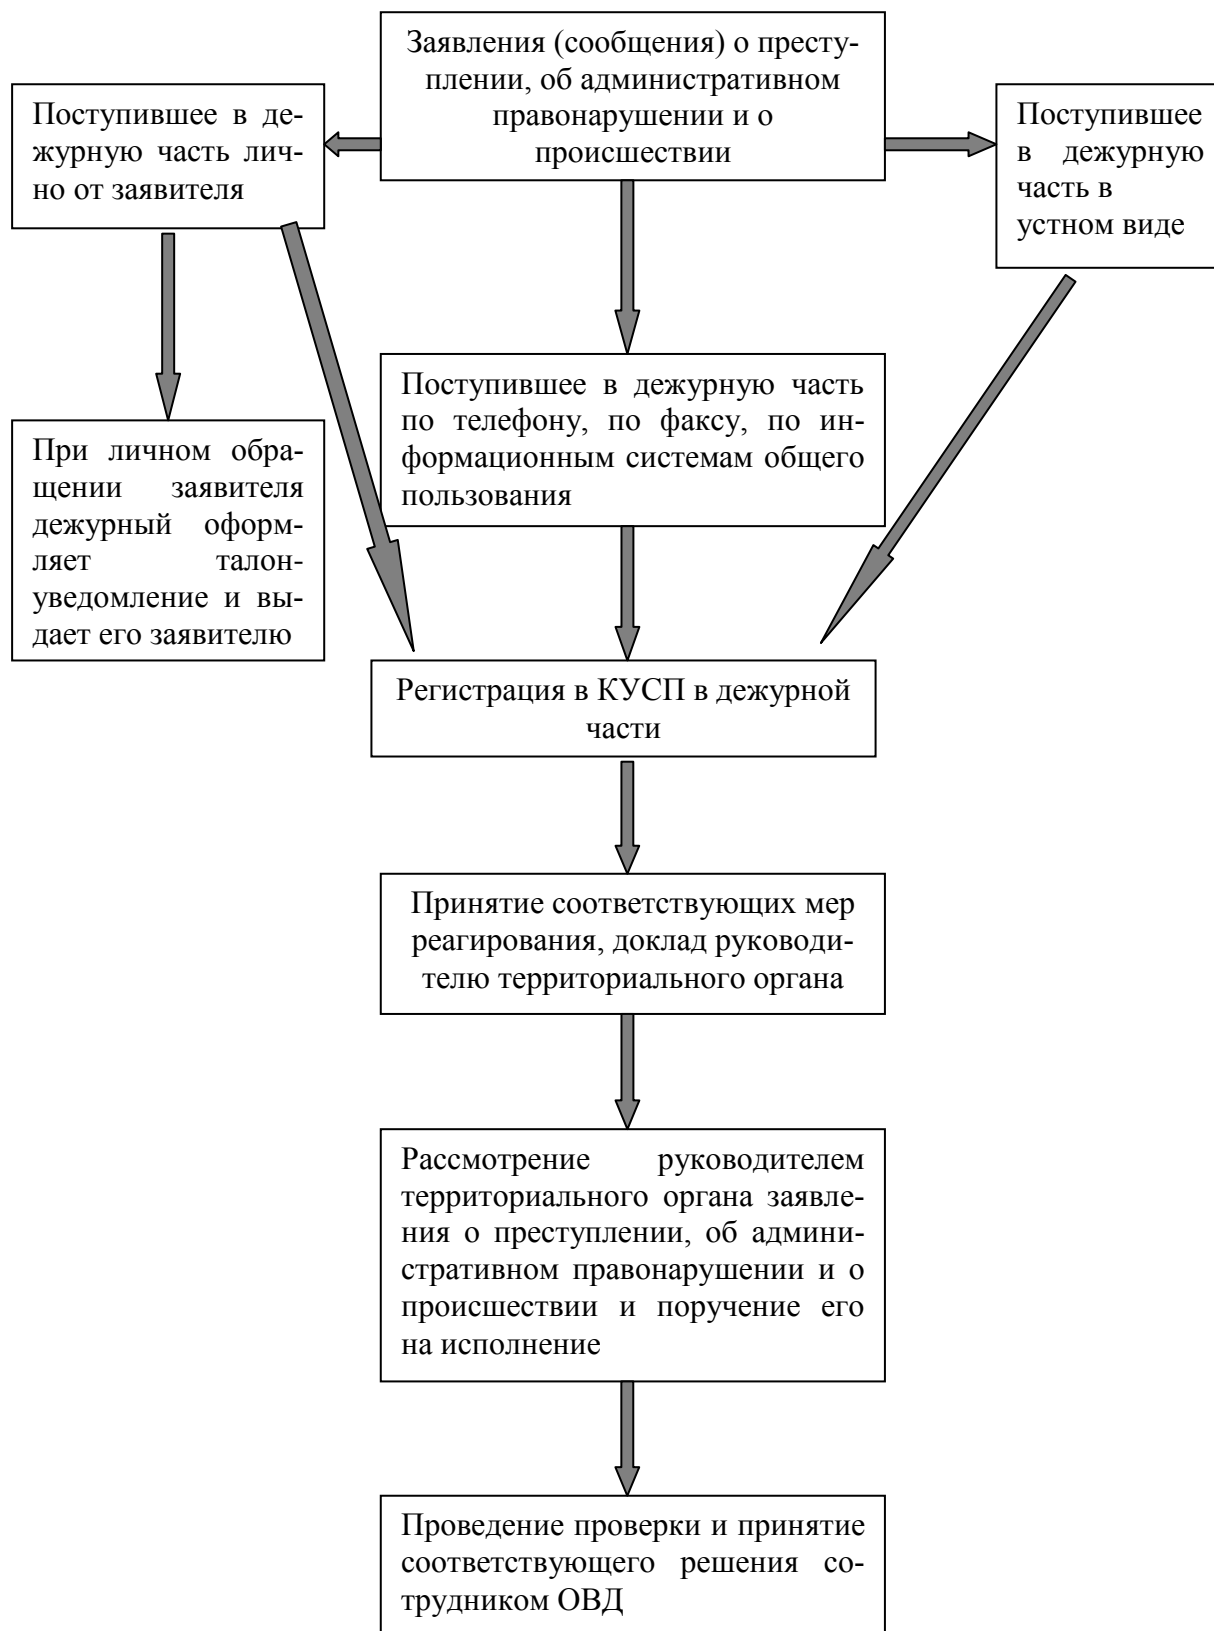 Заявления (сообщения) о престу-
плении, об административном
правонарушении и о
происшествии
Поступившее в де-
журную часть лич-
но от заявителя
Поступившее
в дежурную
часть в
устном виде
Поступившее в дежурную часть
по телефону, по факсу, по ин-
формационным системам общего
пользования
При личном обра-
щении заявителя
дежурный оформ-
ляет талон-
уведомление и вы-
дает его заявителю
Регистрация в КУСП в дежурной
части
Принятие соответствующих мер
реагирования, доклад руководи-
телю территориального органа
Рассмотрение руководителем
территориального органа заявле-
ния о преступлении, об админи-
стративном правонарушении и о
происшествии и поручение его
на исполнение
Проведение проверки и принятие
соответствующего решения со-
трудником ОВД